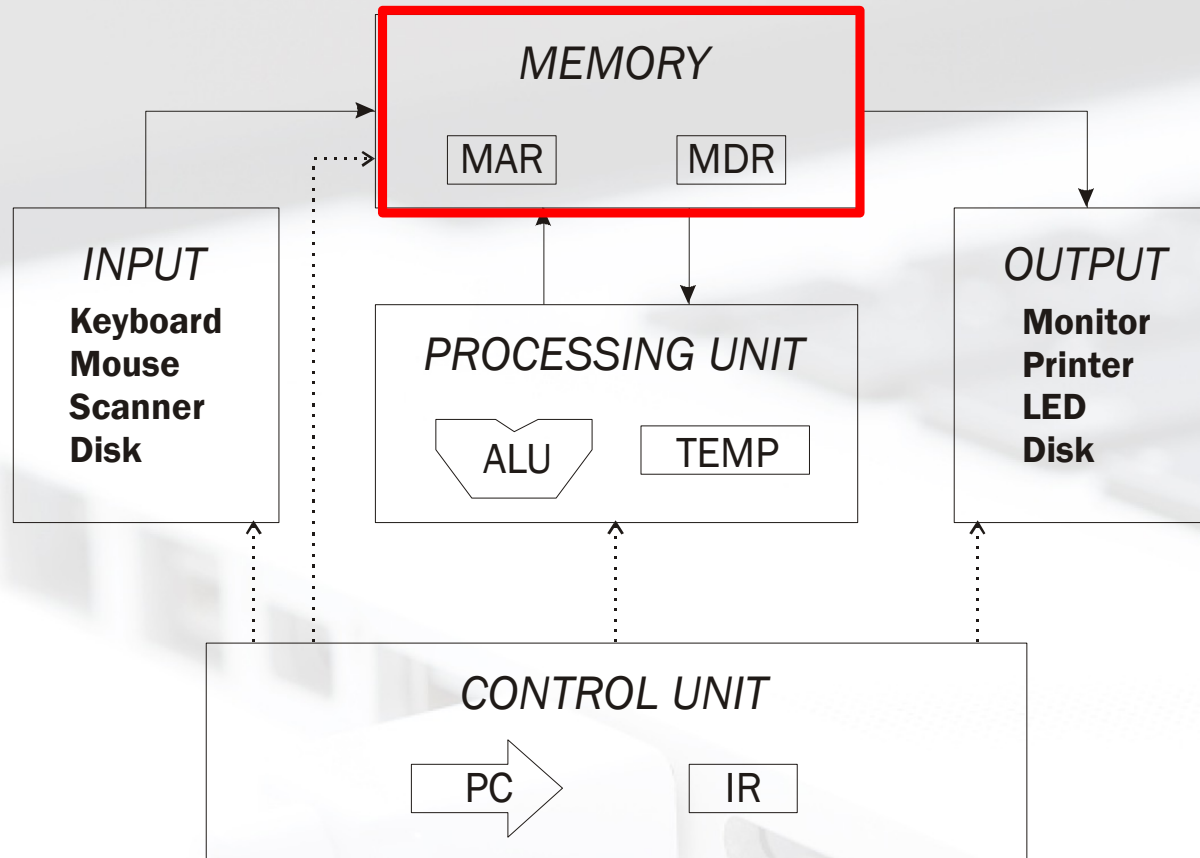 MEMORY
MAR MDR
INPUT
Keyboard
Mouse
Scanner
Disk
PROCESSING UNIT
ALU TEMP
OUTPUT
Monitor
Printer
LED
Disk
CONTROL UNIT
PC IR